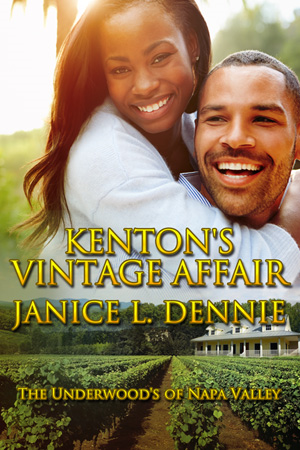 KENTON'S
VINTAGE AFFAIR
JANICE L. DENNIE
THE UNDERWOOD'S OF NAPA VALLEY